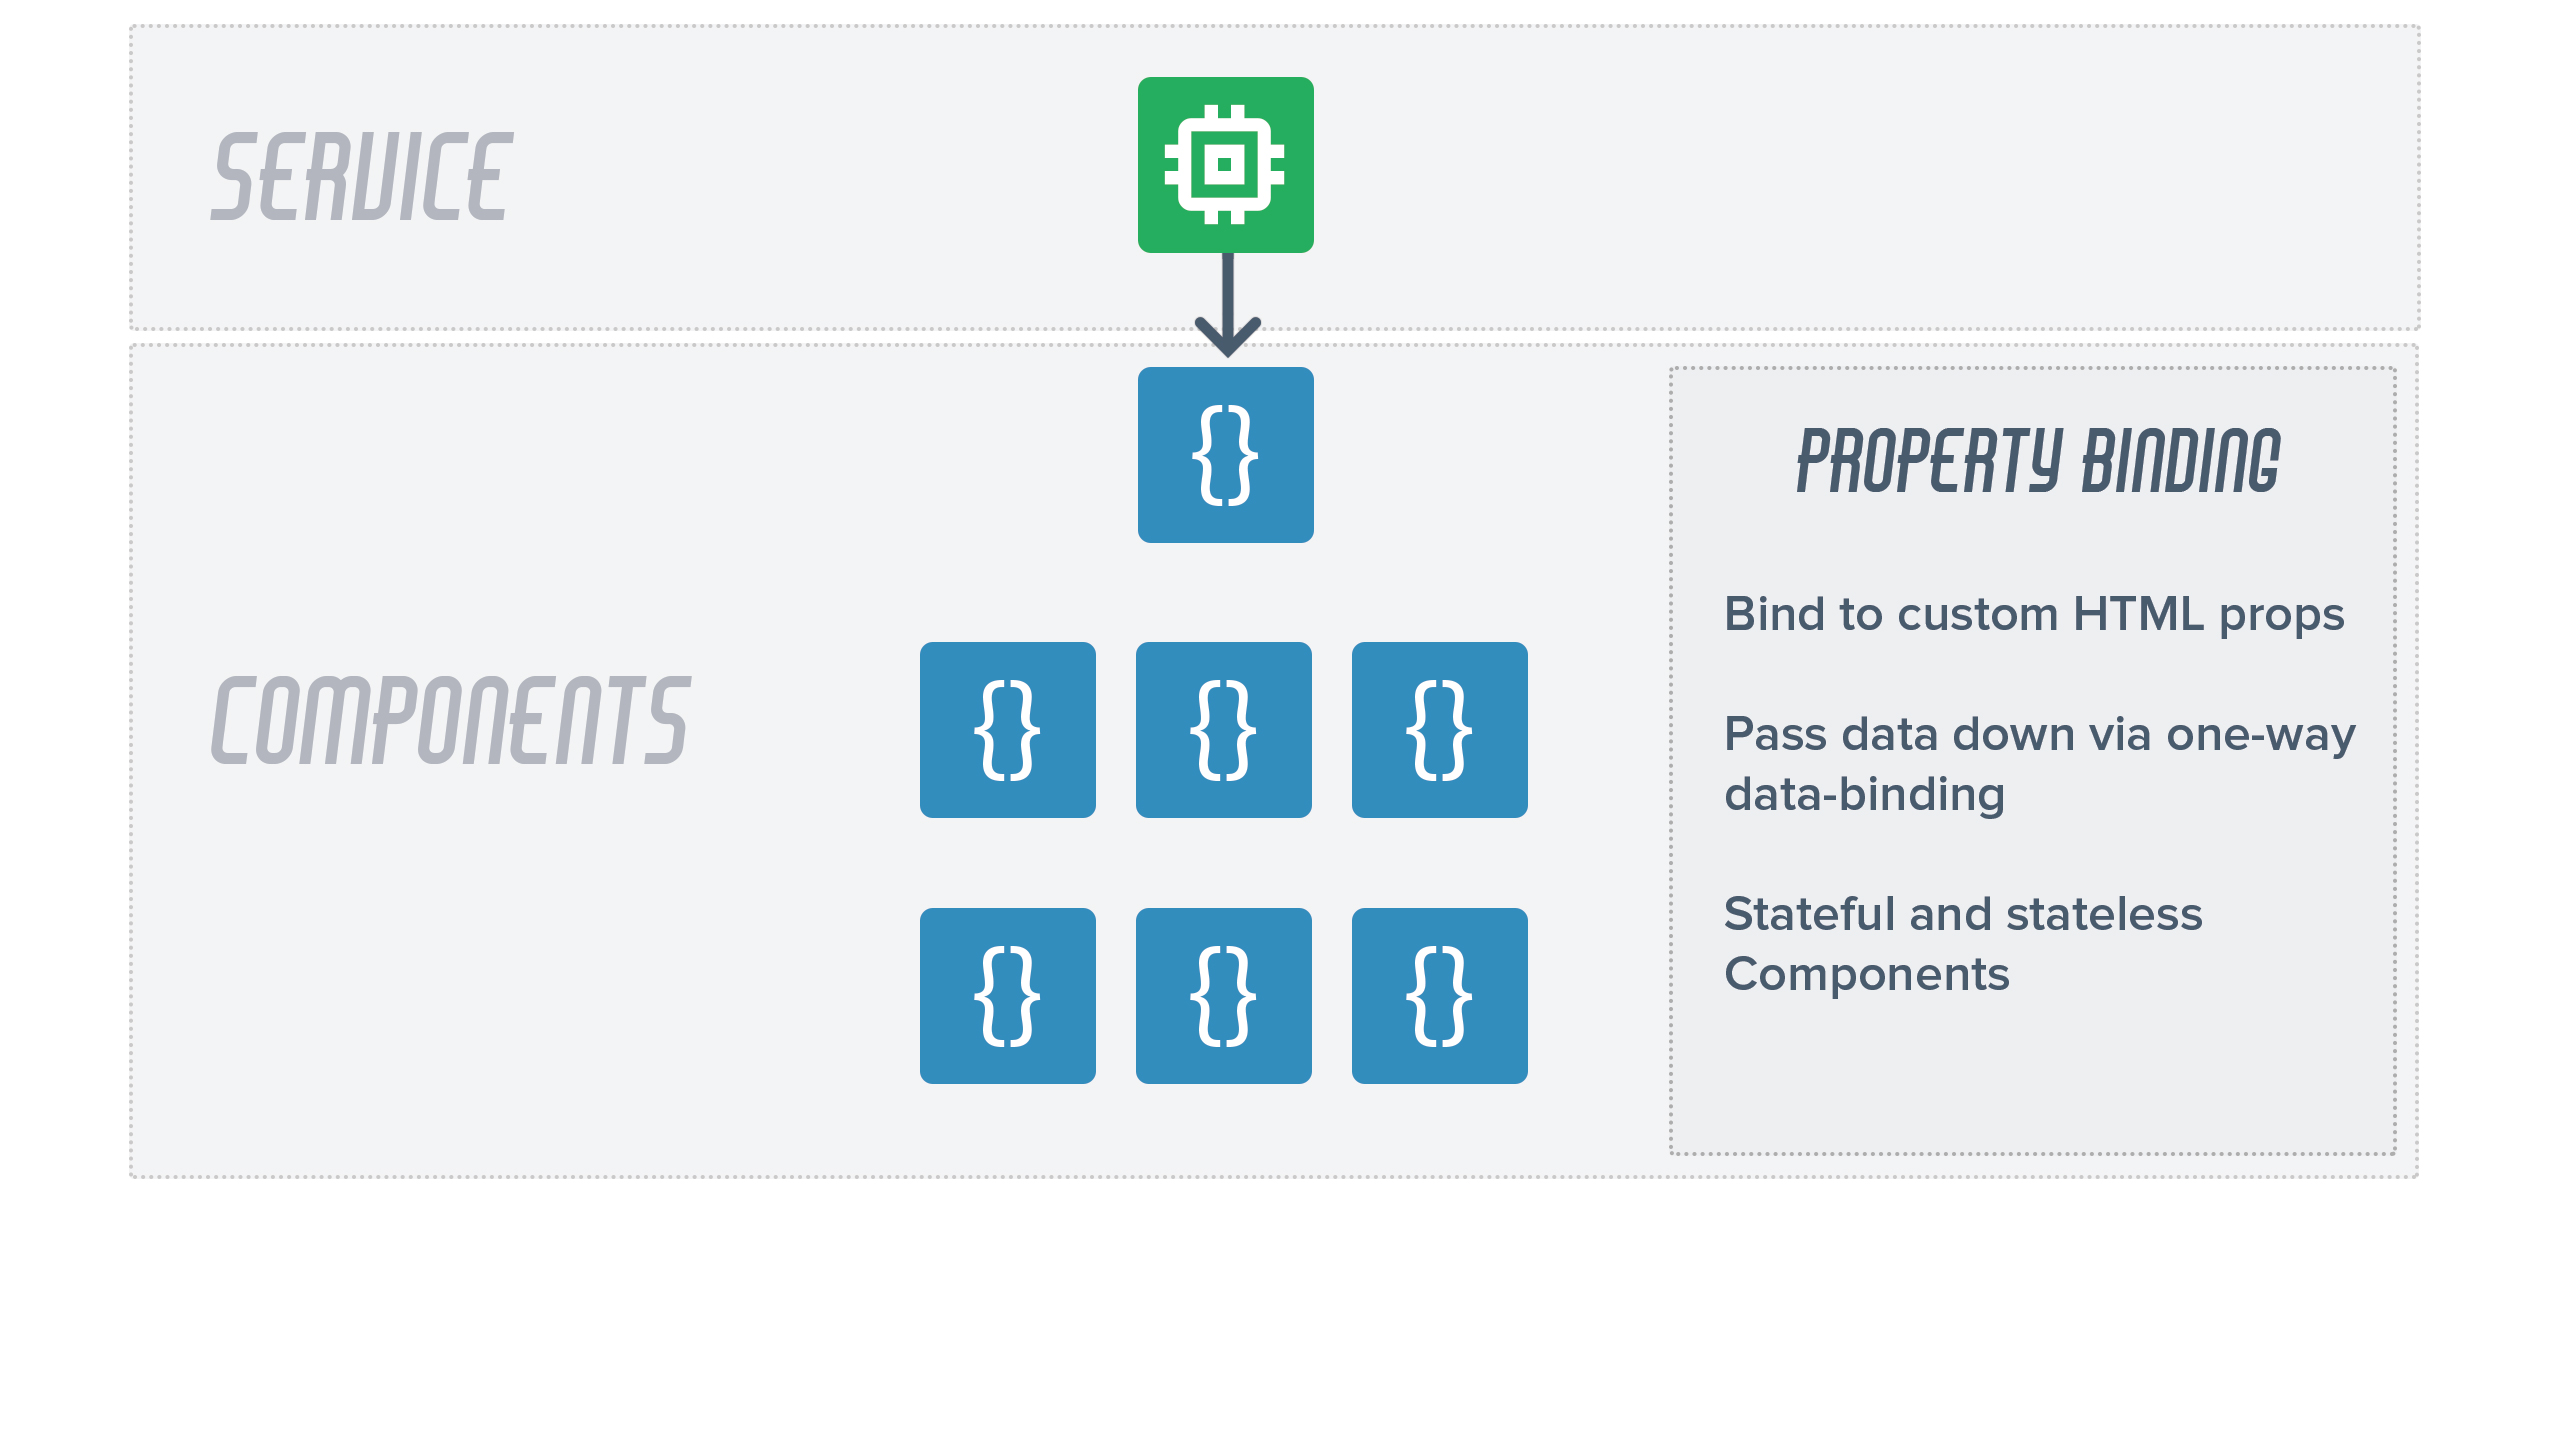 SERVICE
{}
PROPERTY BINDING
Bind to custom HTML props
COMPONENTS
{} {} {}
Pass data down via one-way
data-binding
Stateful and stateless
Components
{} {} {}